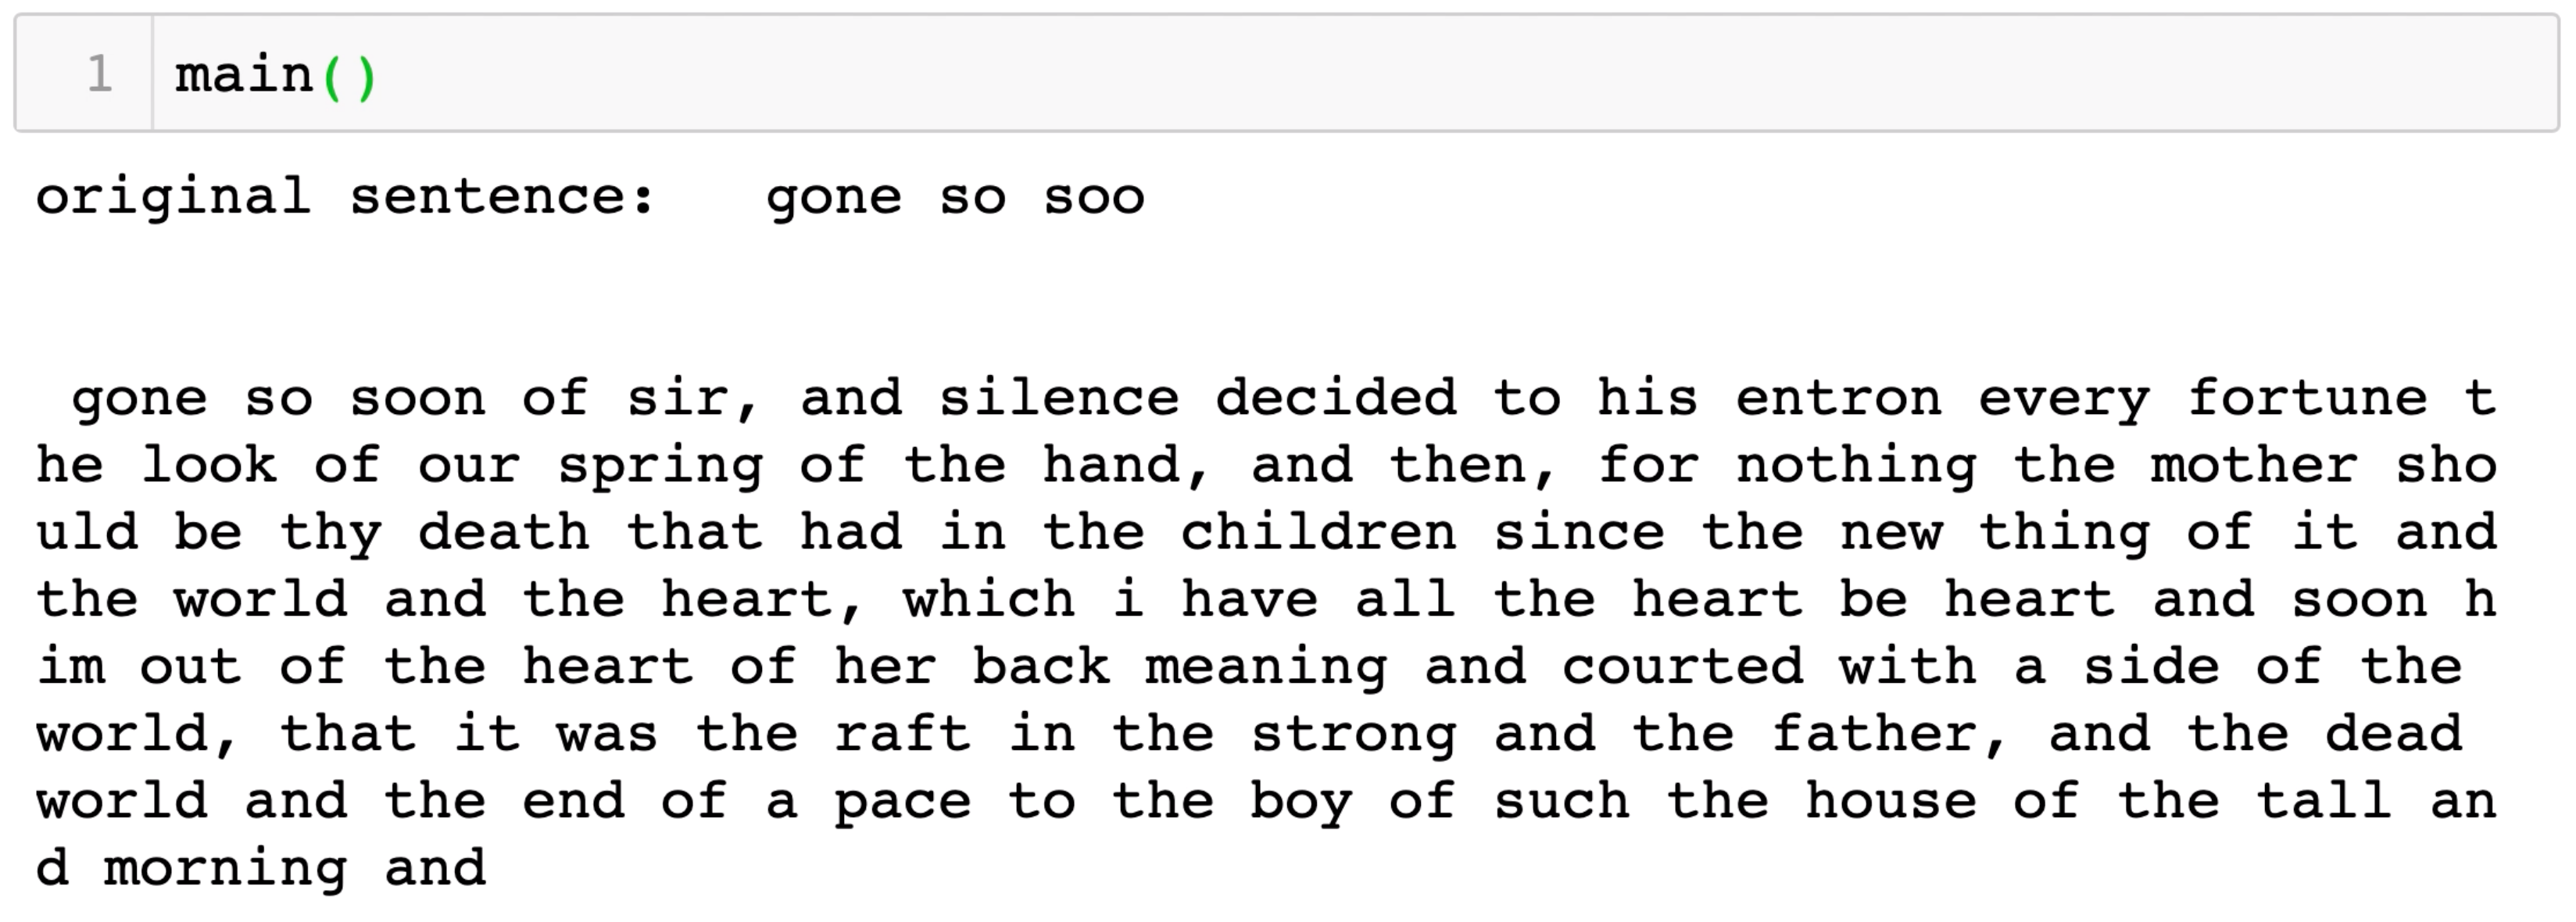 1 main()
original sentence: gone so soo
gone so soon of sir, and silence decided to his entron every fortune t
he look of our spring of the hand, and then, for nothing the mother sho
uld be thy death that had in the children since the new thing of it and
the world and the heart, which i have all the heart be heart and soon h
im out of the heart of her back meaning and courted with a side of the
world, that it was the raft in the strong and the father, and the dead
world and the end of a pace to the boy of such the house of the tall an
d morning and